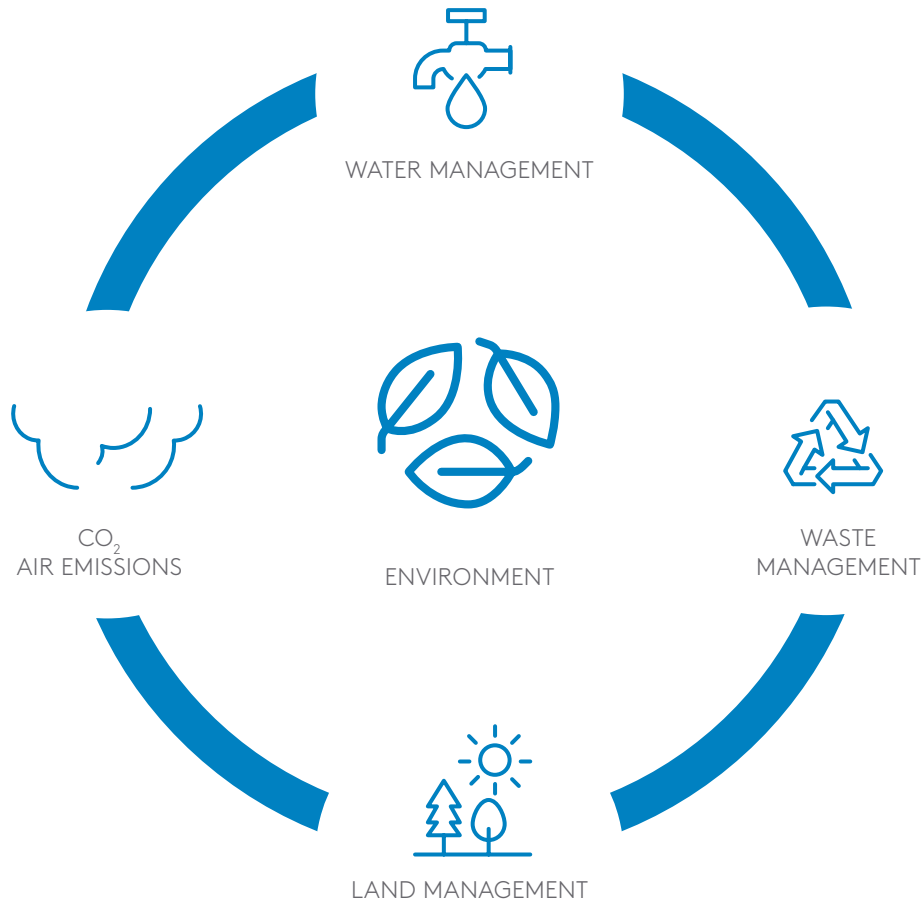 WATER MANAGEMENT
CO₂
AIR EMISSIONS
ENVIRONMENT
WASTE
MANAGEMENT
LAND MANAGEMENT